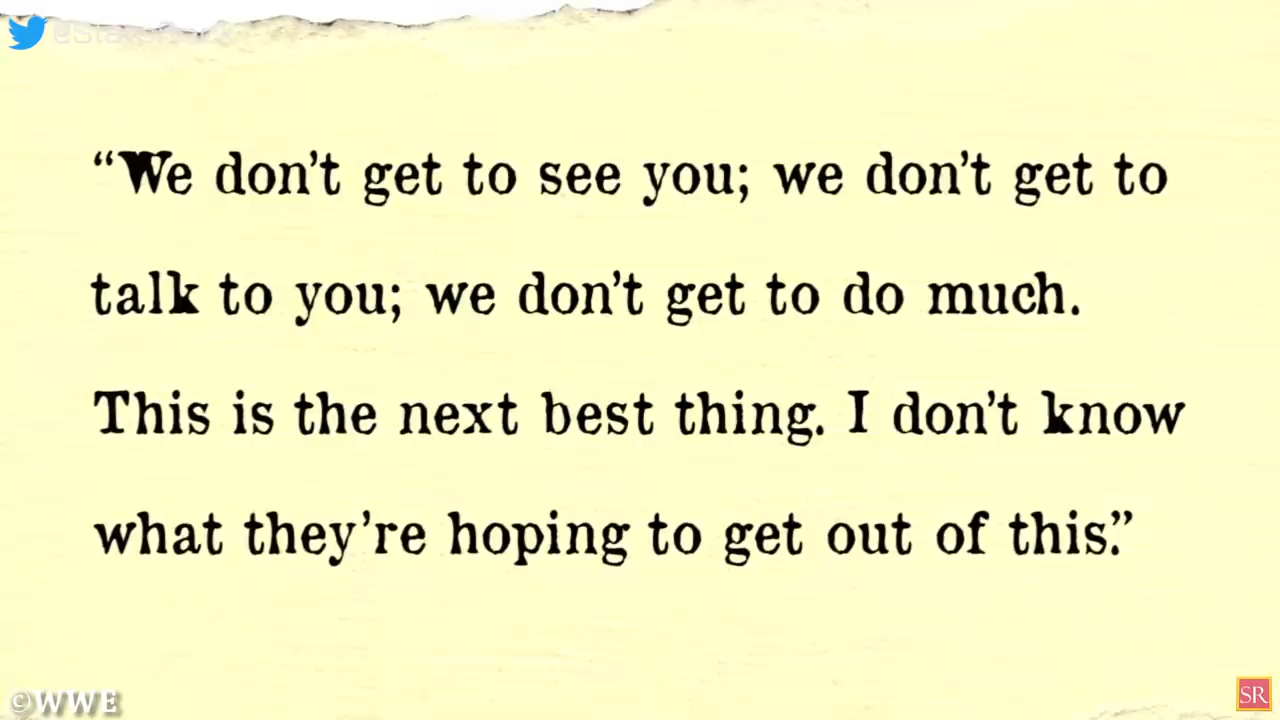 “We don’t get to see you; we don’t get to
talk to you; we don’t get to do much.
This is the next best thing. I don’t know
what they’re hoping to get out of this.”
©WWE
SR